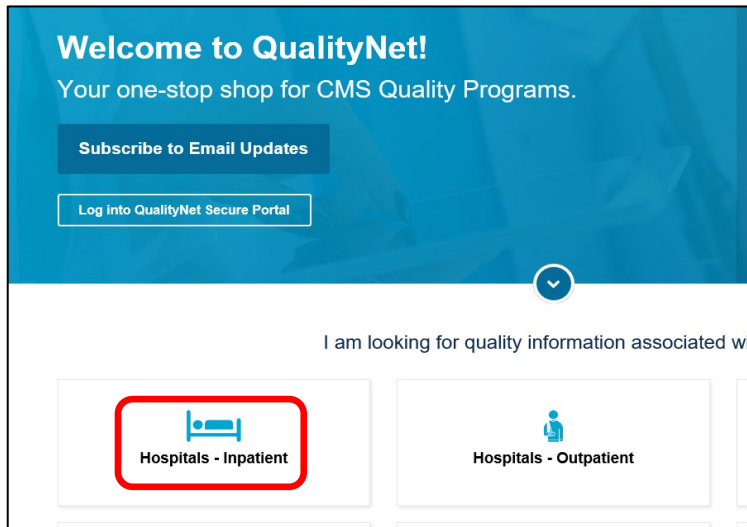 Welcome to QualityNet!
Your one-stop shop for CMS Quality Programs.
Subscribe to Email Updates
Log into QualityNet Secure Portal
I am looking for quality information associated
Hospitals - Inpatient
Hospitals - Outpatient